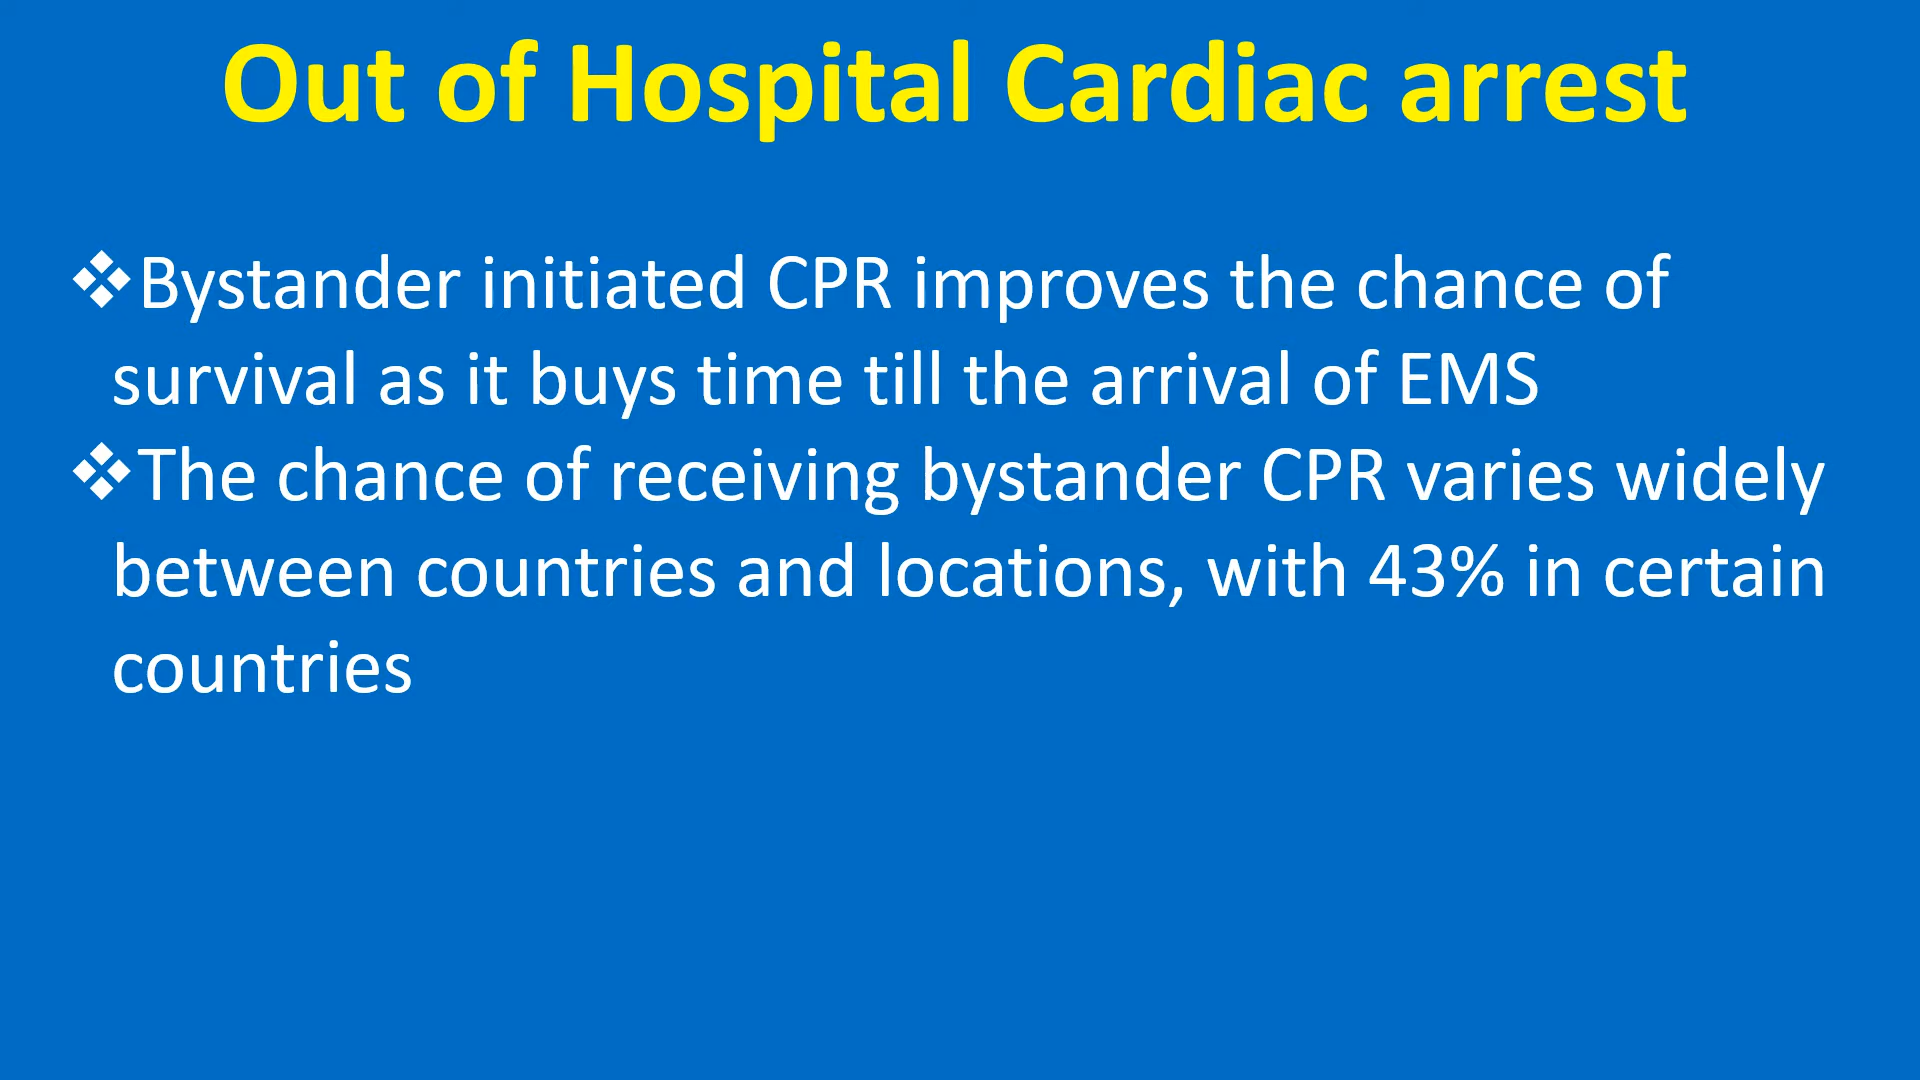 Out of Hospital Cardiac arrest
❖Bystander initiated CPR improves the chance of
survival as it buys time till the arrival of EMS
❖The chance of receiving bystander CPR varies widely
between countries and locations, with 43% in certain
countries